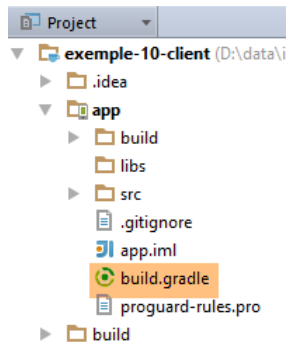 Project
exemple-10-client (D:\data\i
.idea
app
build
libs
src
.gitignore
app.iml
build.gradle
proguard-rules.pro
build